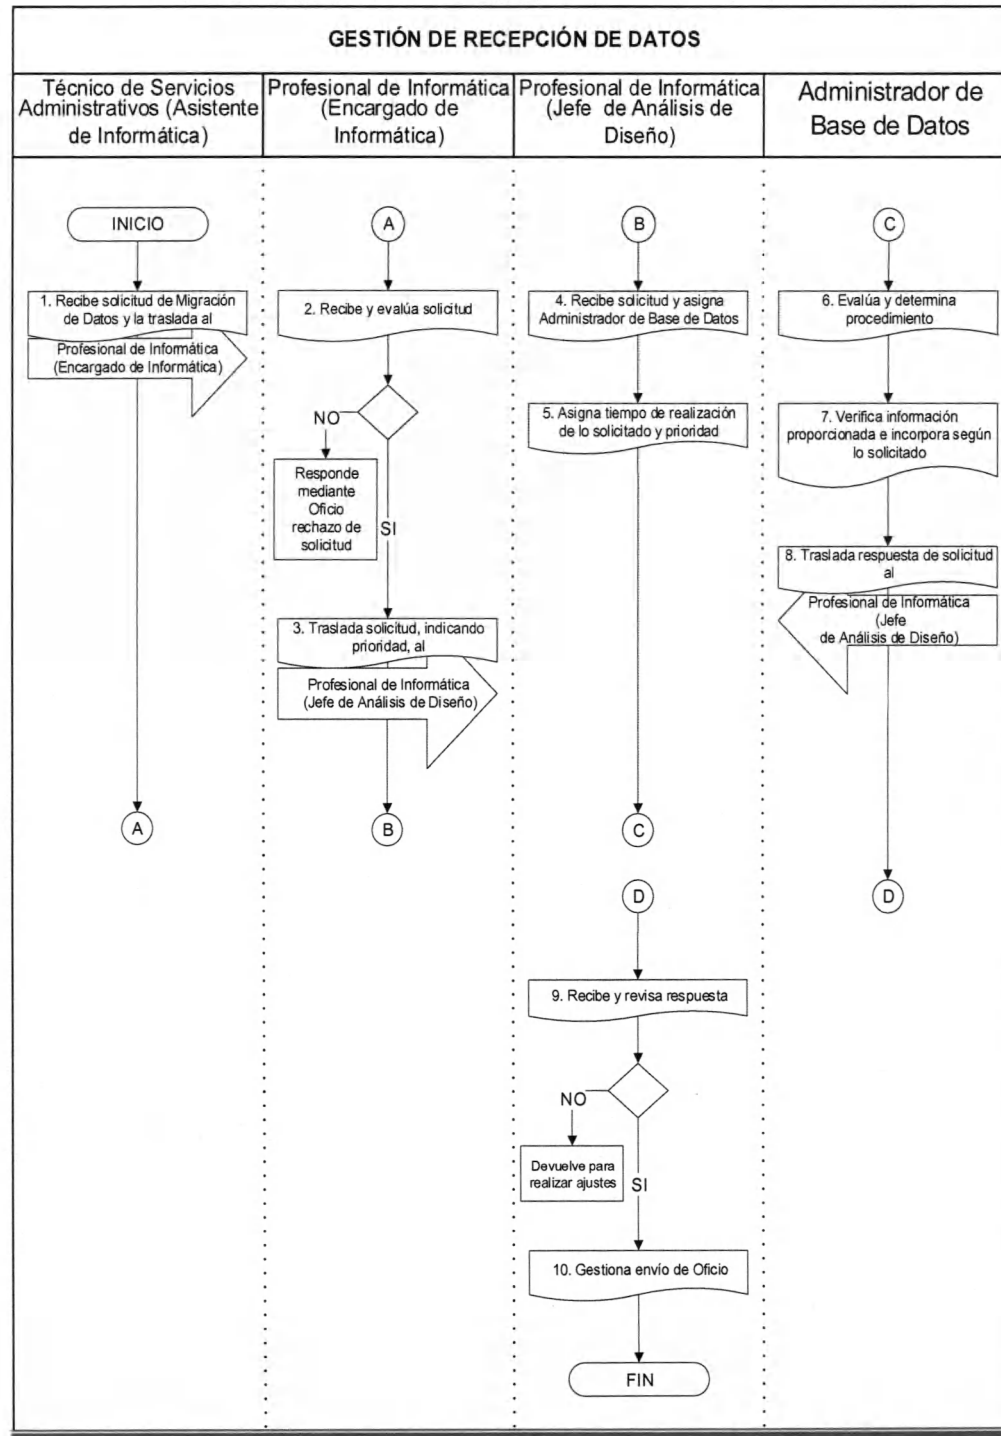 GESTIÓN DE RECEPCIÓN DE DATOS
Técnico de Servicios
Administrativos (Asistente
de Informática)
Profesional de Informática
(Encargado de
Informática)
Profesional de Informática
(Jefe de Análisis de
Diseño)
Administrador de
Base de Datos
INICIO
1. Recibe solicitud de Migración
de Datos y la traslada al
Profesional de Informática
(Encargado de Informática)
A
A
2. Recibe y evalúa solicitud
NO
Responde
mediante
Oficio
rechazo de
solicitud
SI
3. Traslada solicitud, indicando
prioridad, al
Profesional de Informática
(Jefe de Análisis de Diseño)
B
B
4. Recibe solicitud y asigna
Administrador de Base de Datos
5. Asigna tiempo de realización
de lo solicitado y prioridad
C
C
6. Evalúa y determina
procedimiento
7. Verifica información
proporcionada e incorpora según
lo solicitado
8. Traslada respuesta de solicitud
al
Profesional de Informática
(Jefe
de Análisis de Diseño)
D
D
9. Recibe y revisa respuesta
NO
Devuelve para
realizar ajustes
SI
10. Gestiona envío de Oficio
FIN